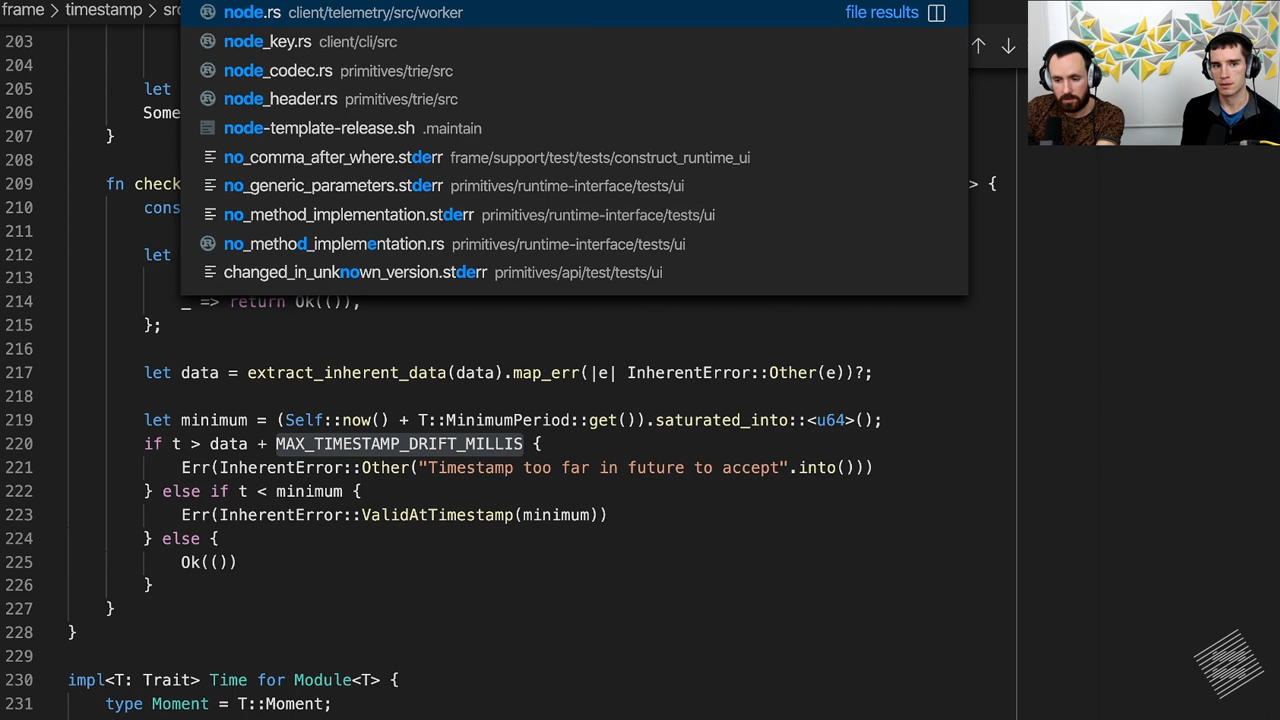 frame > timestamp > src
node.rs client/telemetry/src/worker file results
node_key.rs client/cli/src
node_codec.rs primitives/trie/src
node_header.rs primitives/trie/src
node-template-release.sh .maintain
no_comma_after_where.stderr frame/support/test/tests/construct_runtime_ui
no_generic_parameters.stderr primitives/runtime-interface/tests/ui
no_method_implementation.stderr primitives/runtime-interface/tests/ui
no_method_implementation.rs primitives/runtime-interface/tests/ui
changed_in_unknown_version.stderr primitives/api/test/tests/ui
203
204
205 let
206 Some
207 }
208
209 fn check > {
210 cons
211
212 let
213
214 _ => return Ok(()),
215 };
216
217 let data = extract_inherent_data(data).map_err(|e| InherentError::Other(e))?;
218
219 let minimum = (Self::now() + T::MinimumPeriod::get()).saturated_into::<u64>();
220 if t > data + MAX_TIMESTAMP_DRIFT_MILLIS {
221 Err(InherentError::Other("Timestamp too far in future to accept".into()))
222 } else if t < minimum {
223 Err(InherentError::ValidAtTimestamp(minimum))
224 } else {
225 Ok(())
226 }
227 }
228 }
229
230 impl<T: Trait> Time for Module<T> {
231 type Moment = T::Moment;